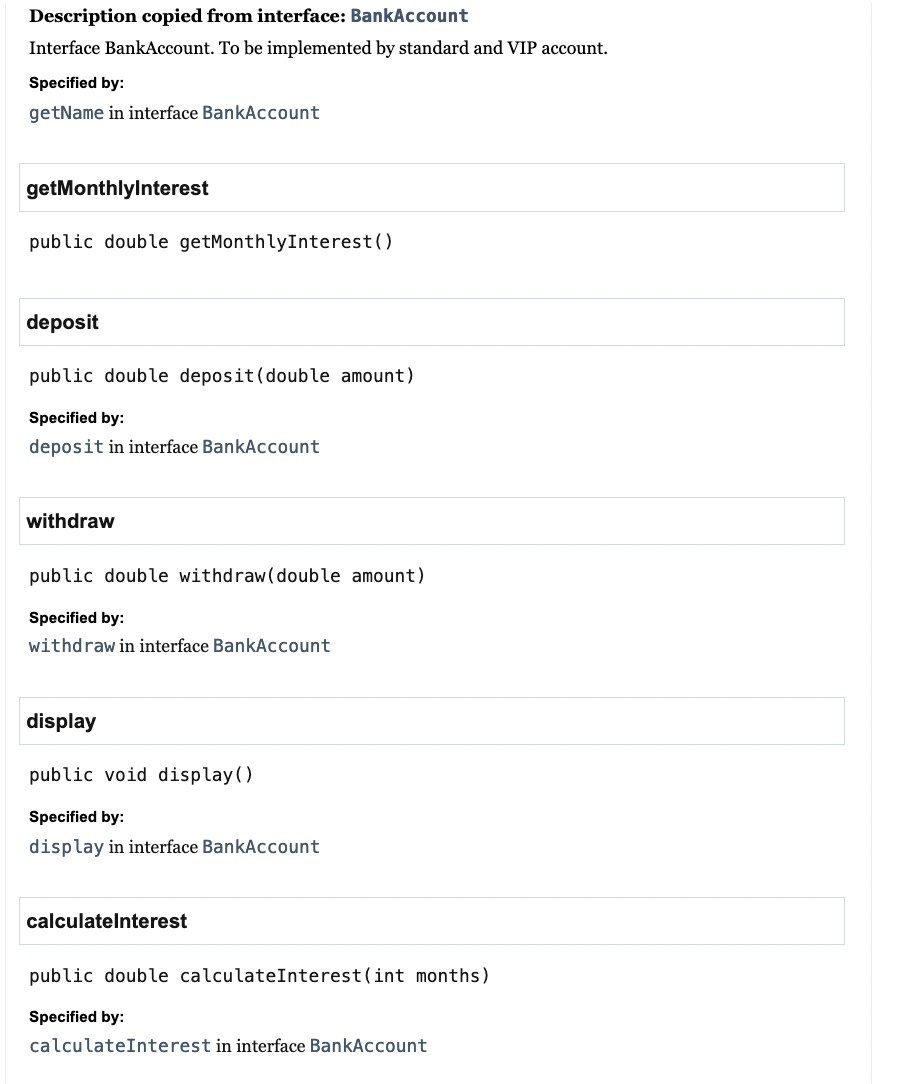 Description copied from interface: BankAccount
Interface BankAccount. To be implemented by standard and VIP account.
Specified by:
getName in interface BankAccount
getMonthlyInterest
public double getMonthlyInterest()
deposit
public double deposit(double amount)
Specified by:
deposit in interface BankAccount
withdraw
public double withdraw(double amount)
Specified by:
withdraw in interface BankAccount
display
public void display()
Specified by:
display in interface BankAccount
calculateInterest
public double calculateInterest(int months)
Specified by:
calculateInterest in interface BankAccount